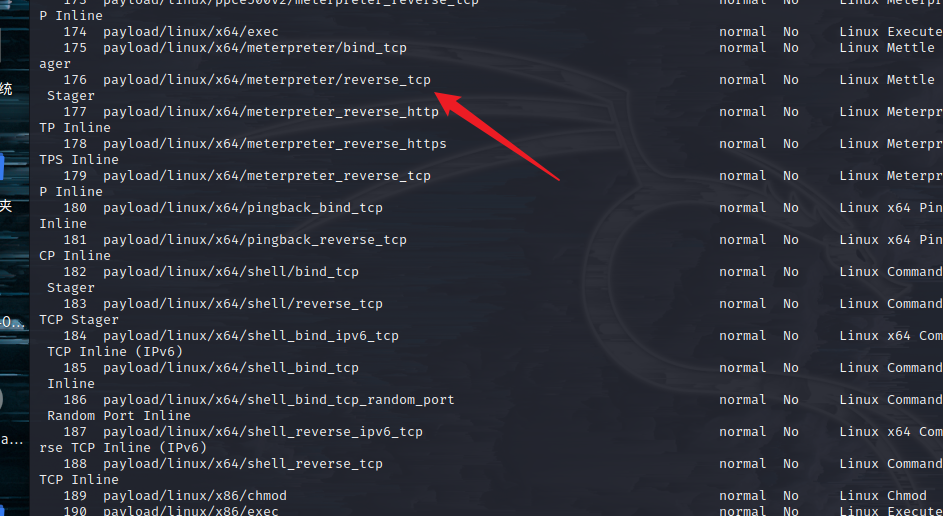 173  payload/linux/ppce500v2/meterpreter_reverse_tcp  normal  No  Linux Meterpr
P Inline
174  payload/linux/x64/exec  normal  No  Linux Execute
175  payload/linux/x64/meterpreter/bind_tcp  normal  No  Linux Mettle
ager
统
176  payload/linux/x64/meterpreter/reverse_tcp  normal  No  Linux Mettle
Stager
177  payload/linux/x64/meterpreter_reverse_http  normal  No  Linux Meterpr
TP Inline
178  payload/linux/x64/meterpreter_reverse_https  normal  No  Linux Meterpr
TPS Inline
179  payload/linux/x64/meterpreter_reverse_tcp  normal  No  Linux Meterpr
P Inline
夹
180  payload/linux/x64/pingback_bind_tcp  normal  No  Linux x64 Pin
Inline
181  payload/linux/x64/pingback_reverse_tcp  normal  No  Linux x64 Pin
CP Inline
182  payload/linux/x64/shell/bind_tcp  normal  No  Linux Command
Stager
183  payload/linux/x64/shell/reverse_tcp  normal  No  Linux Command
TCP Stager
0...
184  payload/linux/x64/shell_bind_ipv6_tcp  normal  No  Linux x64 Com
TCP Inline (IPv6)
185  payload/linux/x64/shell_bind_tcp  normal  No  Linux Command
Inline
186  payload/linux/x64/shell_bind_tcp_random_port  normal  No  Linux Command
Random Port Inline
187  payload/linux/x64/shell_reverse_ipv6_tcp  normal  No  Linux x64 Com
a...
rse TCP Inline (IPv6)
188  payload/linux/x64/shell_reverse_tcp  normal  No  Linux Command
TCP Inline
189  payload/linux/x86/chmod  normal  No  Linux Chmod
190  payload/linux/x86/exec  normal  No  Linux Execute